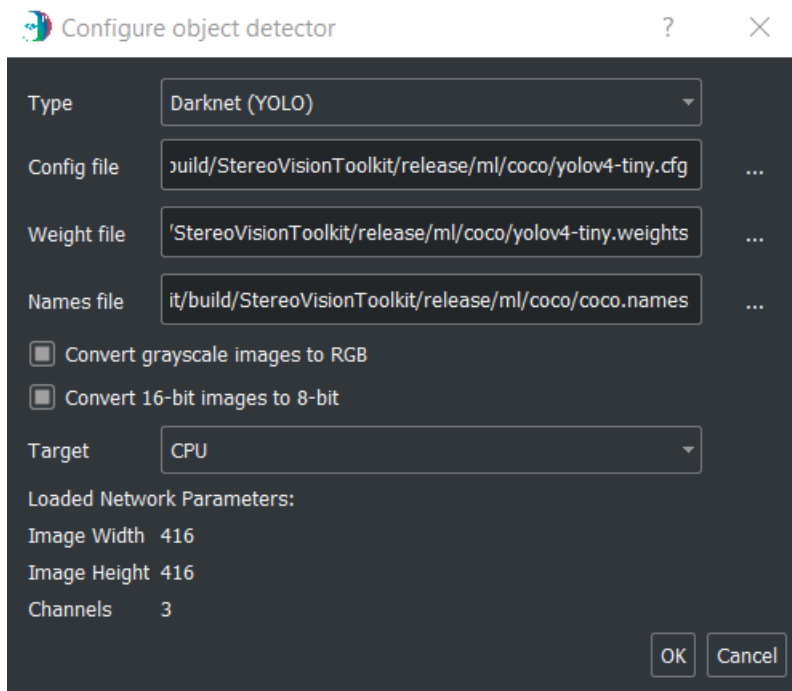 Configure object detector ? ×
Type Darknet (YOLO)
Config file build/StereoVisionToolkit/release/ml/coco/yolov4-tiny.cfg ...
Weight file /StereoVisionToolkit/release/ml/coco/yolov4-tiny.weights ...
Names file it/build/StereoVisionToolkit/release/ml/coco/coco.names ...
Convert grayscale images to RGB
Convert 16-bit images to 8-bit
Target CPU
Loaded Network Parameters:
Image Width 416
Image Height 416
Channels 3
OK Cancel